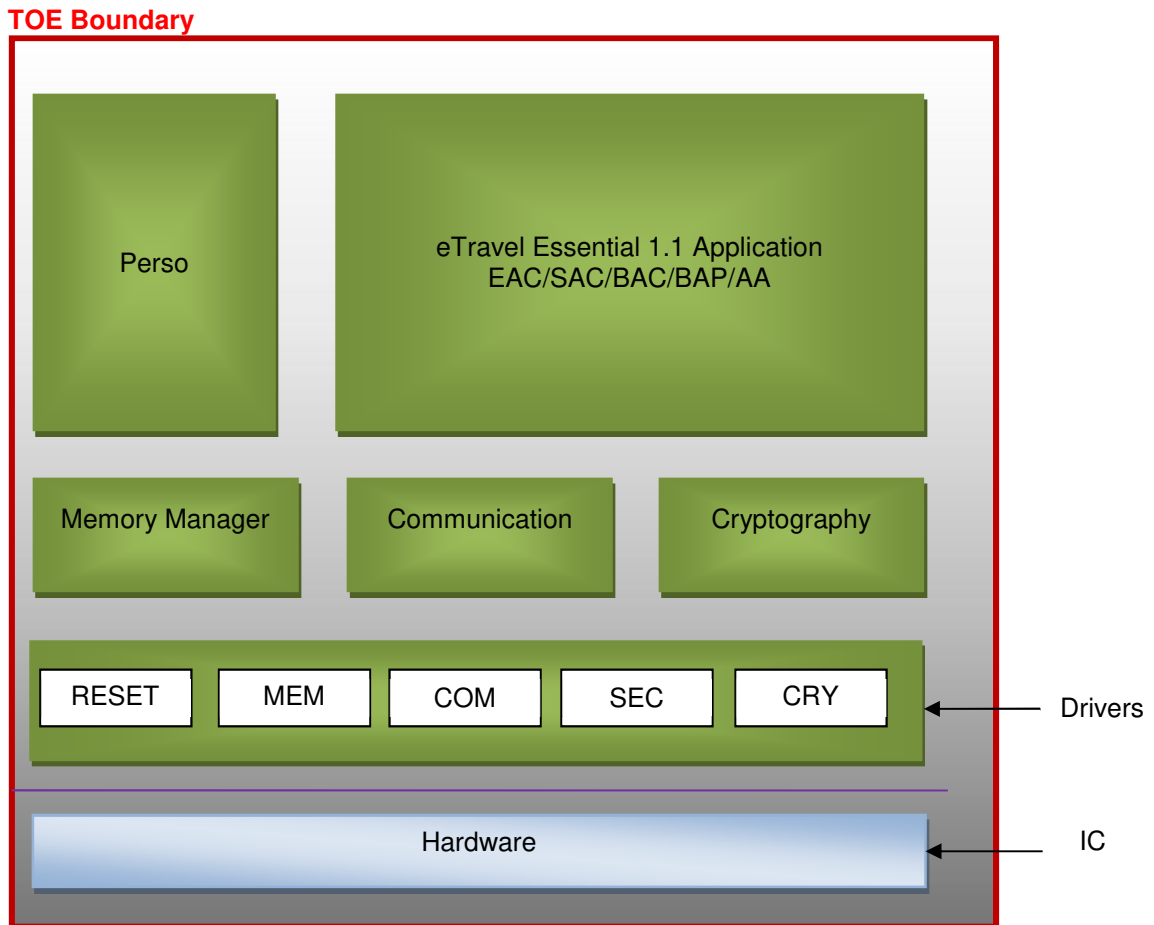 TOE Boundary
Perso
eTravel Essential 1.1 Application
EAC/SAC/BAC/BAP/AA
Memory Manager
Communication
Cryptography
RESET
MEM
COM
SEC
CRY
Drivers
Hardware
IC